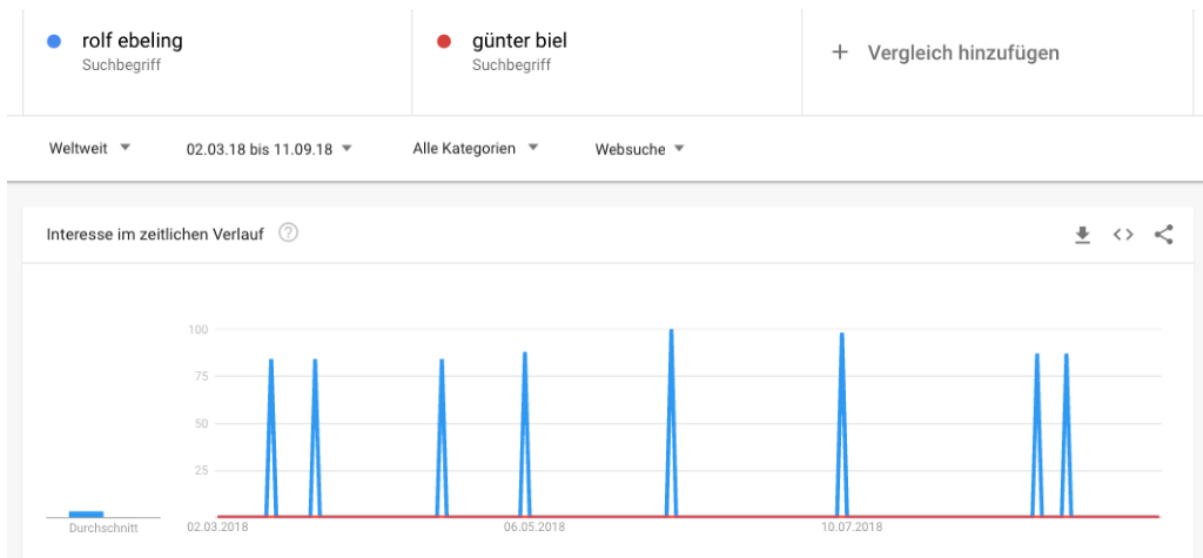 rolf ebeling
Suchbegriff
günter biel
Suchbegriff
+ Vergleich hinzufügen
Weltweit
02.03.18 bis 11.09.18
Alle Kategorien
Websuche
Interesse im zeitlichen Verlauf
100
75
50
25
Durchschnitt
02.03.2018
06.05.2018
10.07.2018